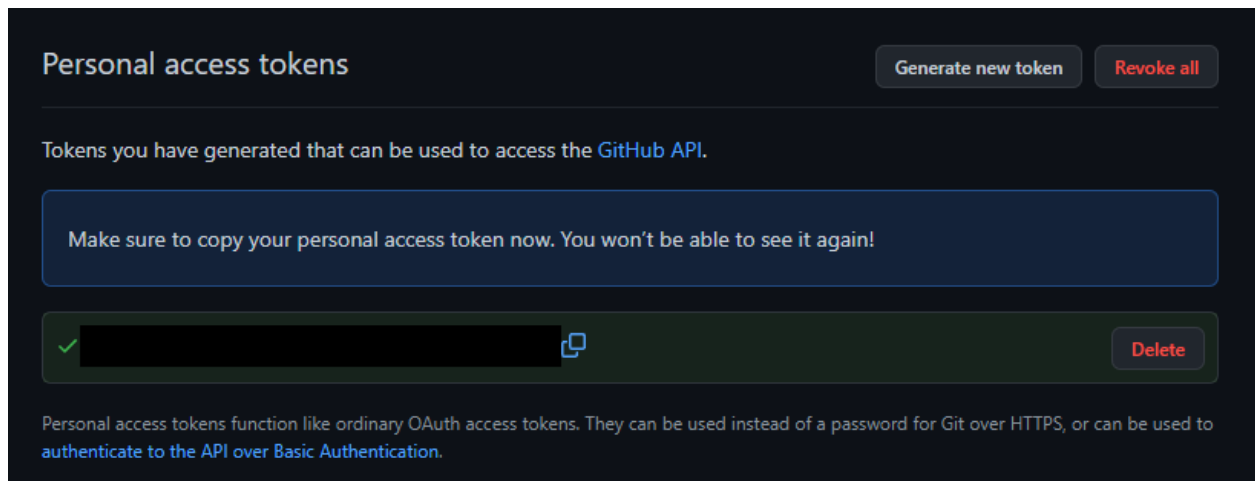 Personal access tokens
Generate new token
Revoke all
Tokens you have generated that can be used to access the GitHub API.
Make sure to copy your personal access token now. You won’t be able to see it again!
Delete
Personal access tokens function like ordinary OAuth access tokens. They can be used instead of a password for Git over HTTPS, or can be used to
authenticate to the API over Basic Authentication.